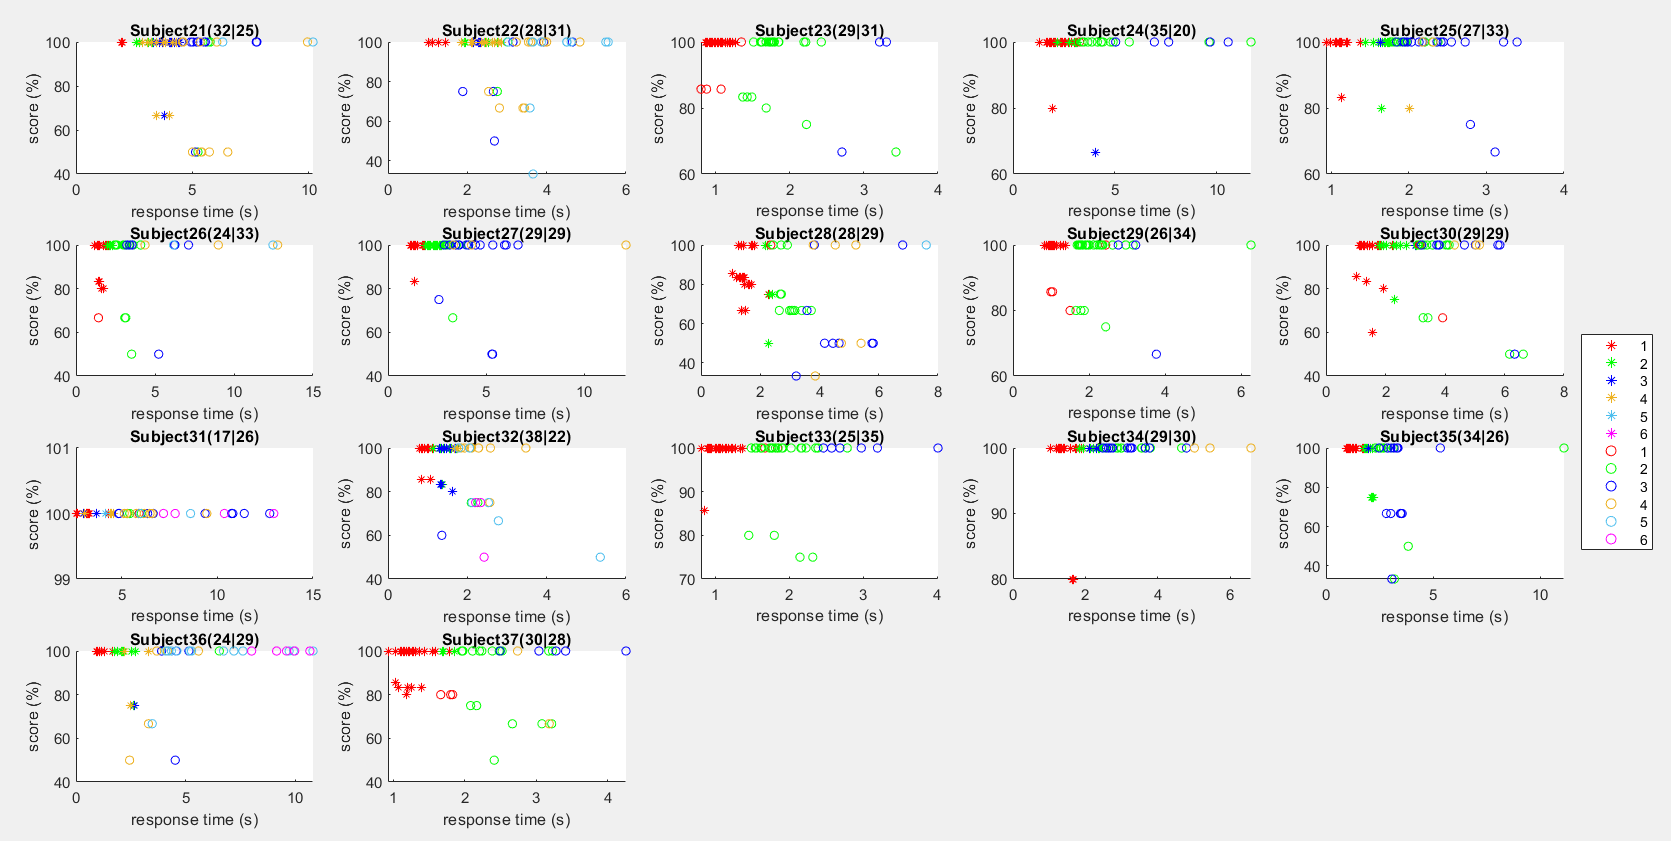 Subject21(32|25)
100
80
60
40
score (%)
0
5
10
response time (s)
Subject22(28|31)
100
80
60
40
score (%)
0
2
4
6
response time (s)
Subject23(29|31)
100
80
60
score (%)
1
2
3
4
response time (s)
Subject24(35|20)
100
80
60
score (%)
0
5
10
response time (s)
Subject25(27|33)
100
80
60
score (%)
1
2
3
4
response time (s)
Subject26(24|33)
100
80
60
40
score (%)
0
5
10
15
response time (s)
Subject27(29|29)
100
80
60
40
score (%)
0
5
10
response time (s)
Subject28(28|29)
100
80
60
40
score (%)
0
2
4
6
8
response time (s)
Subject29(26|34)
100
80
60
score (%)
0
2
4
6
response time (s)
Subject30(29|29)
100
80
60
40
score (%)
0
2
4
6
8
response time (s)
Subject31(17|26)
101
100
99
score (%)
5
10
15
response time (s)
Subject32(38|22)
100
80
60
40
score (%)
0
2
4
6
response time (s)
Subject33(25|35)
100
90
80
70
score (%)
1
2
3
4
response time (s)
Subject34(29|30)
100
90
80
score (%)
2
4
6
response time (s)
Subject35(34|26)
100
80
60
40
score (%)
0
5
10
response time (s)
Subject36(24|29)
100
80
60
40
score (%)
0
5
10
response time (s)
Subject37(30|28)
100
80
60
40
score (%)
1
2
3
4
response time (s)
1
2
3
4
5
6
1
2
3
4
5
6